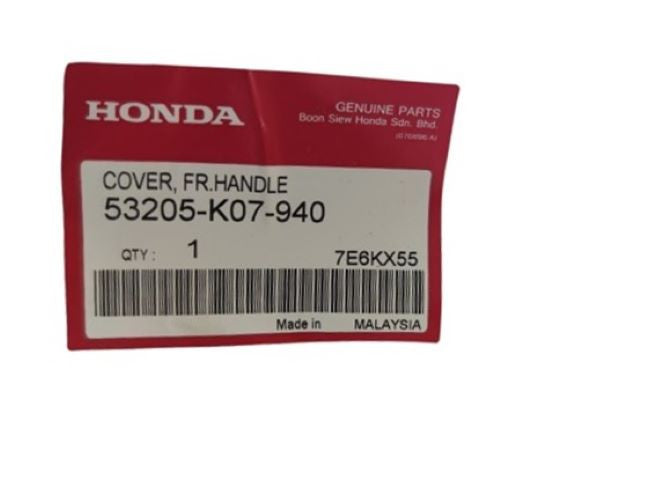 HONDA
GENUINE PARTS
Boon Siew Honda Sdn. Bhd.
COVER, FR.HANDLE
53205-K07-940
QTY : 1 7E6KX55
Made in MALAYSIA